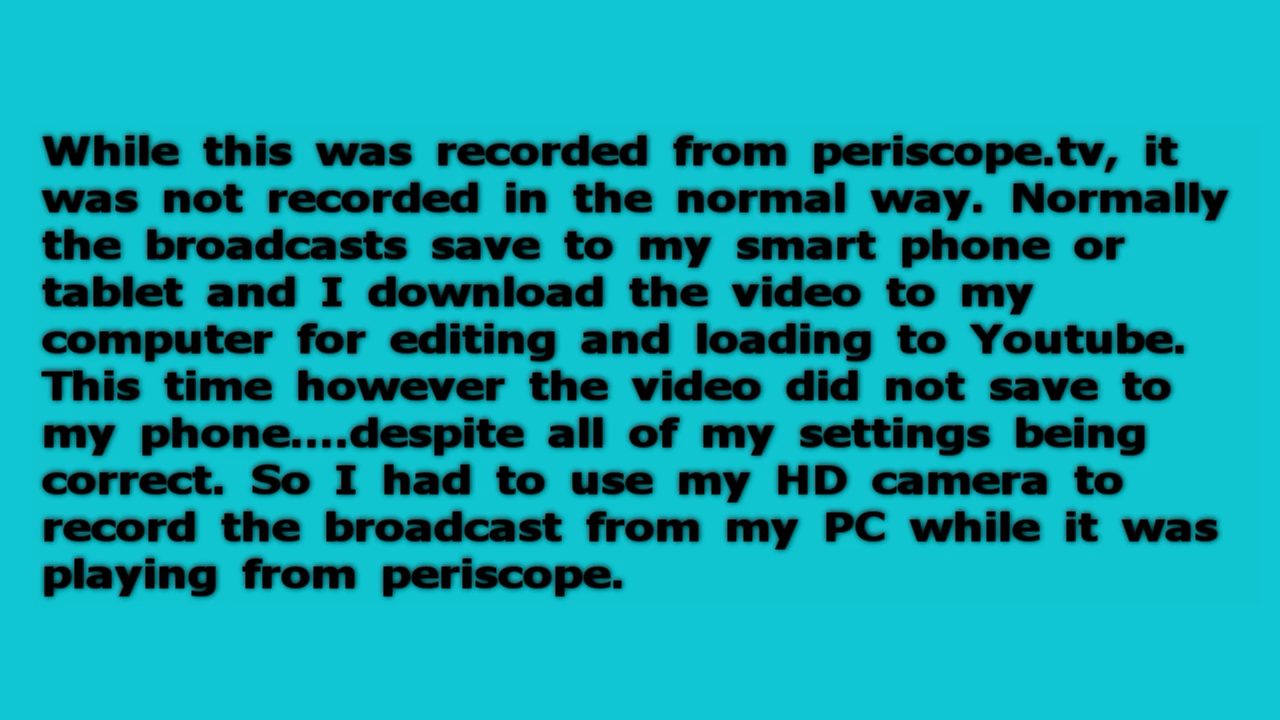 While this was recorded from periscope.tv, it
was not recorded in the normal way. Normally
the broadcasts save to my smart phone or
tablet and I download the video to my
computer for editing and loading to Youtube.
This time however the video did not save to
my phone....despite all of my settings being
correct. So I had to use my HD camera to
record the broadcast from my PC while it was
playing from periscope.